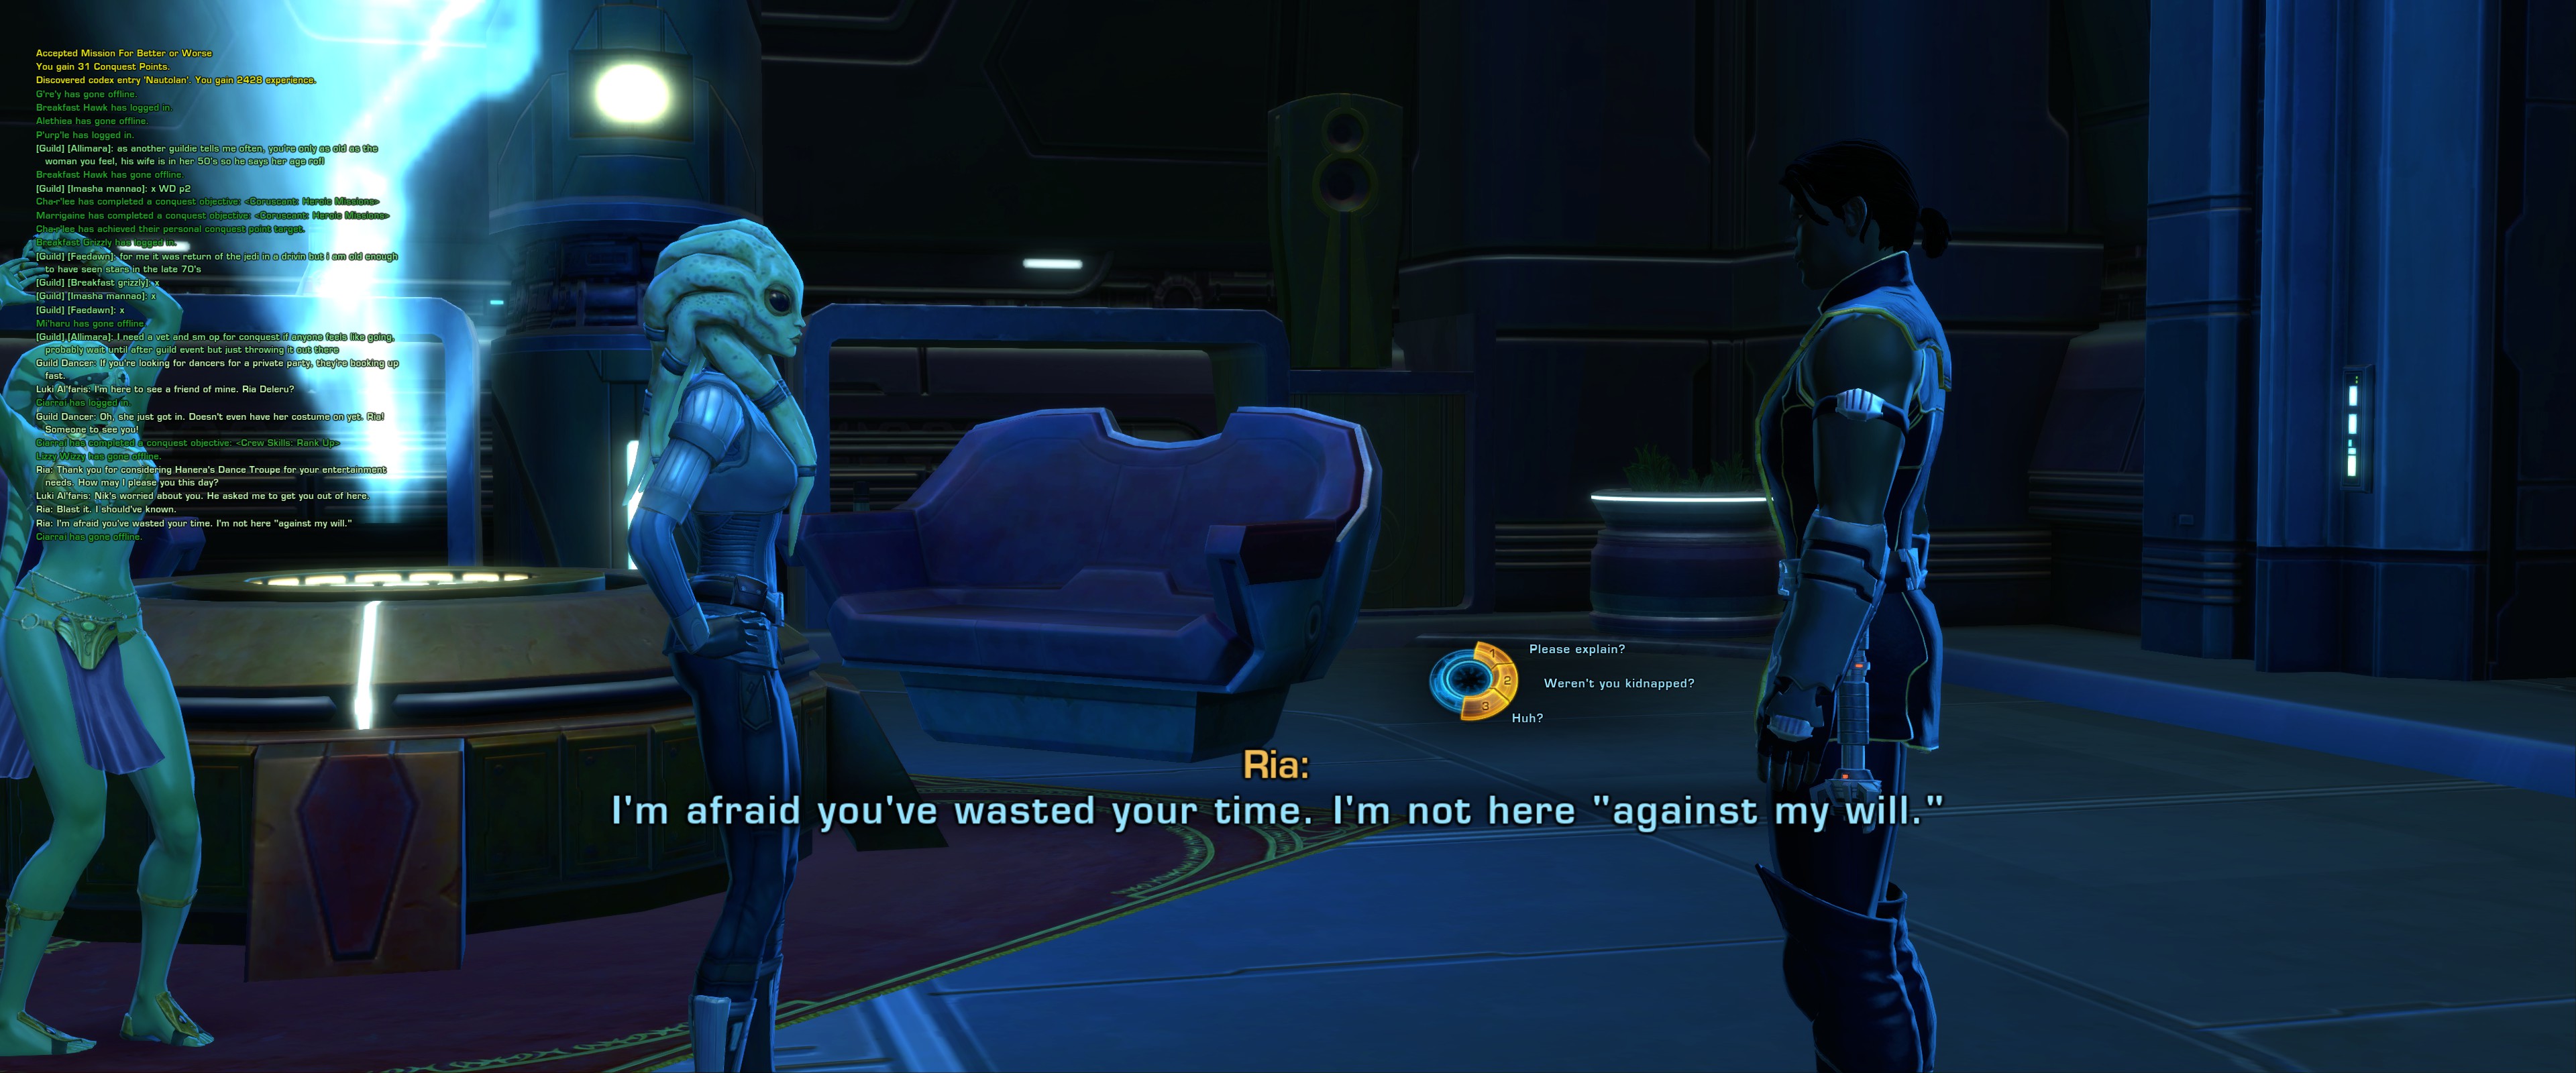 Accepted Mission For Better or Worse
You gain 31 Conquest Points.
Discovered codex entry 'Nautolan'. You gain 2428 experience.
G're'y has gone offline.
Breakfast Hawk has logged in.
Alethiea has gone offline.
P'urp'le has logged in.
[Guild] [Allimara]: as another guildie tells me often, you're only as old as the
woman you feel, his wife is in her 50's so he says her age rofl
Breakfast Hawk has gone offline.
[Guild] [Imasha mannao]: x WD p2
Cha-r'lee has completed a conquest objective: <Coruscant: Heroic Missions>
Marrigaine has completed a conquest objective: <Coruscant: Heroic Missions>
Cha-r'lee has achieved their personal conquest point target.
Breakfast Grizzly has logged in.
[Guild] [Faedawn]: for me it was return of the jedi in a drivin but i am old enough
to have seen stars in the late 70's
[Guild] [Breakfast grizzly]: x
[Guild] [Imasha mannao]: x
[Guild] [Faedawn]: x
Mi'haru has gone offline
[Guild] [Allimara]: I need a vet and sm op for conquest if anyone feels like going,
probably wait until after guild event but just throwing it out there
Guild Dancer: If you're looking for dancers for a private party, they're booking up
fast.
Luki Al'faris: I'm here to see a friend of mine. Ria Deleru?
Ciarrai has logged in.
Guild Dancer: Oh, she just got in. Doesn't even have her costume on yet. Ria!
Someone to see you!
Ciarrai has completed a conquest objective: <Crew Skills: Rank Up>
Lizzy Wizzy has gone offline.
Ria: Thank you for considering Hanera's Dance Troupe for your entertainment
needs. How may I please you this day?
Luki Al'faris: Nik's worried about you. He asked me to get you out of here.
Ria: Blast it. I should've known.
Ria: I'm afraid you've wasted your time. I'm not here "against my will."
Ciarrai has gone offline.
1 Please explain?
2 Weren't you kidnapped?
3 Huh?
Ria:
I'm afraid you've wasted your time. I'm not here "against my will."